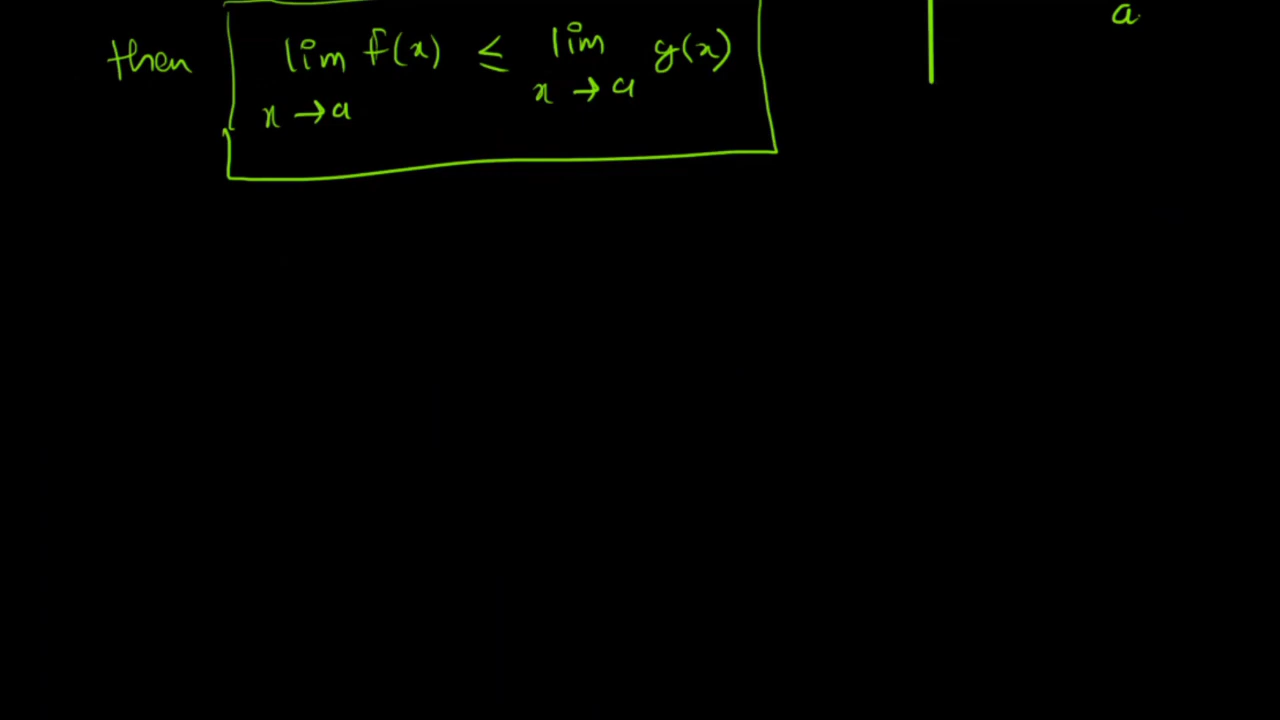 then lim f(x) ≤ lim g(x)
x → a x → a
a